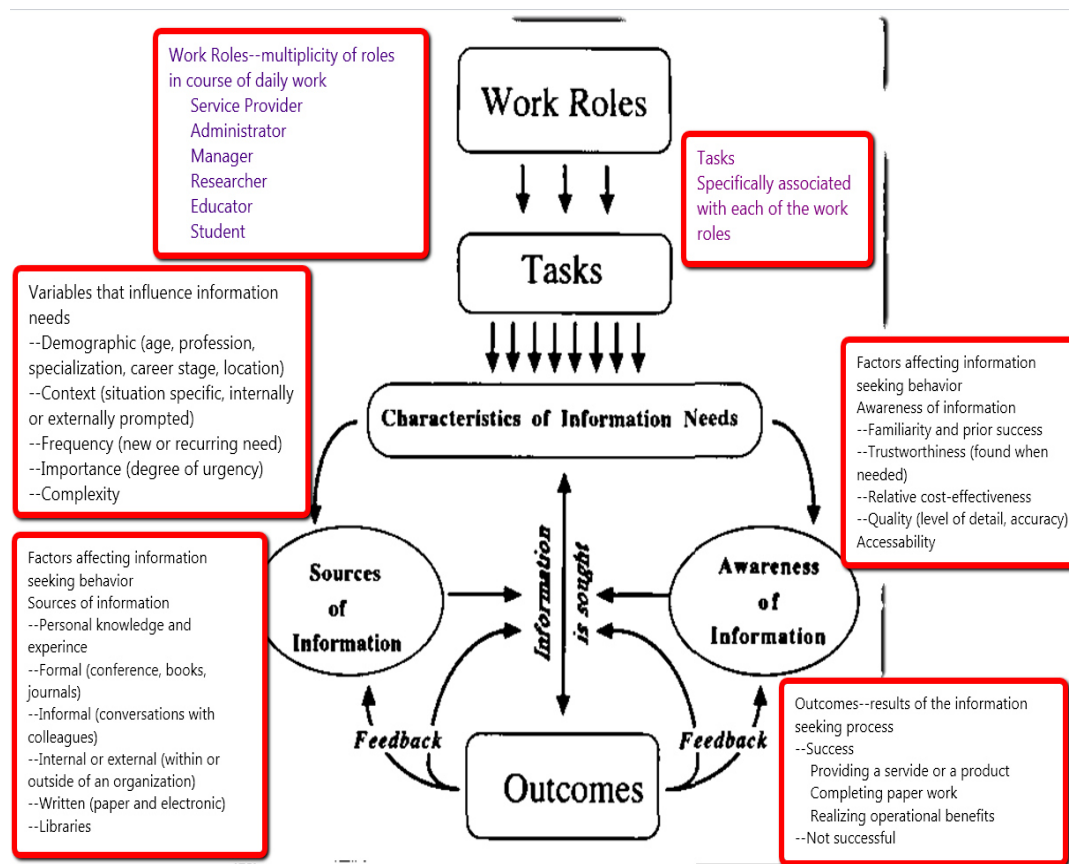 Work Roles--multiplicity of roles
in course of daily work
Service Provider
Administrator
Manager
Researcher
Educator
Student
Work Roles
Tasks
Specifically associated
with each of the work
roles
Tasks
Variables that influence information
needs
--Demographic (age, profession,
specialization, career stage, location)
--Context (situation specific, internally
or externally prompted)
--Frequency (new or recurring need)
--Importance (degree of urgency)
--Complexity
Characteristics of Information Needs
Factors affecting information
seeking behavior
Awareness of information
--Familiarity and prior success
--Trustworthiness (found when
needed)
--Relative cost-effectiveness
--Quality (level of detail, accuracy)
Accessability
Factors affecting information
seeking behavior
Sources of information
--Personal knowledge and
experince
--Formal (conference, books,
journals)
--Informal (conversations with
colleagues)
--Internal or external (within or
outside of an organization)
--Written (paper and electronic)
--Libraries
Sources
of
Information
Information
is sought
Awareness
of
Information
Feedback
Feedback
Outcomes
Outcomes--results of the information
seeking process
--Success
Providing a servide or a product
Completing paper work
Realizing operational benefits
--Not successful